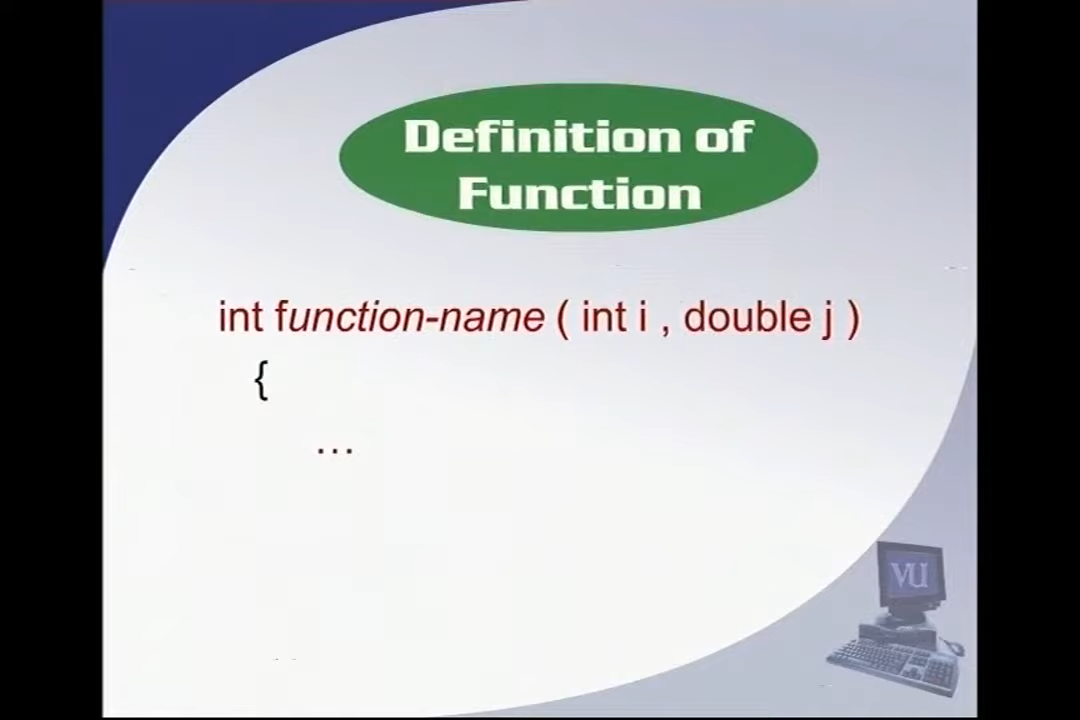 Definition of
Function
int function-name ( int i , double j )
{
...
VU